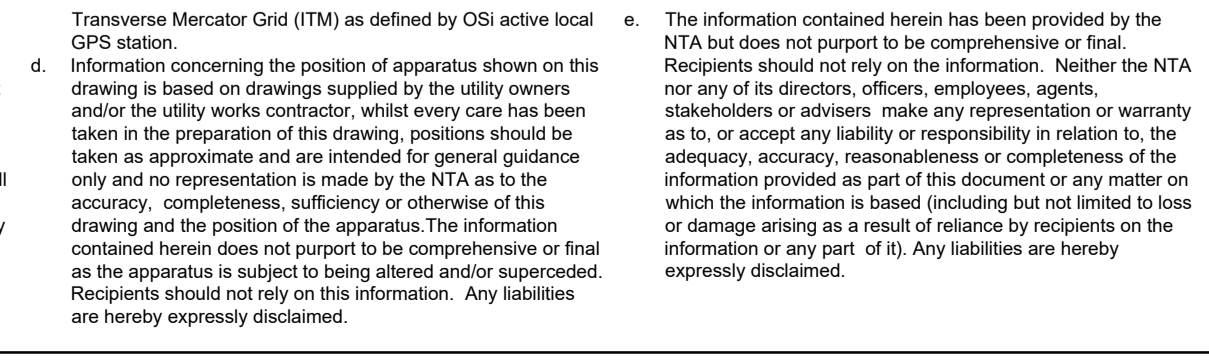 Transverse Mercator Grid (ITM) as defined by OSi active local
GPS station.
d. Information concerning the position of apparatus shown on this
drawing is based on drawings supplied by the utility owners
and/or the utility works contractor, whilst every care has been
taken in the preparation of this drawing, positions should be
taken as approximate and are intended for general guidance
only and no representation is made by the NTA as to the
accuracy,  completeness, sufficiency or otherwise of this
drawing and the position of the apparatus.The information
contained herein does not purport to be comprehensive or final
as the apparatus is subject to being altered and/or superceded.
Recipients should not rely on this information.  Any liabilities
are hereby expressly disclaimed.
e. The information contained herein has been provided by the
NTA but does not purport to be comprehensive or final.
Recipients should not rely on the information.  Neither the NTA
nor any of its directors, officers, employees, agents,
stakeholders or advisers  make any representation or warranty
as to, or accept any liability or responsibility in relation to, the
adequacy, accuracy, reasonableness or completeness of the
information provided as part of this document or any matter on
which the information is based (including but not limited to loss
or damage arising as a result of reliance by recipients on the
information or any part  of it). Any liabilities are hereby
expressly disclaimed.